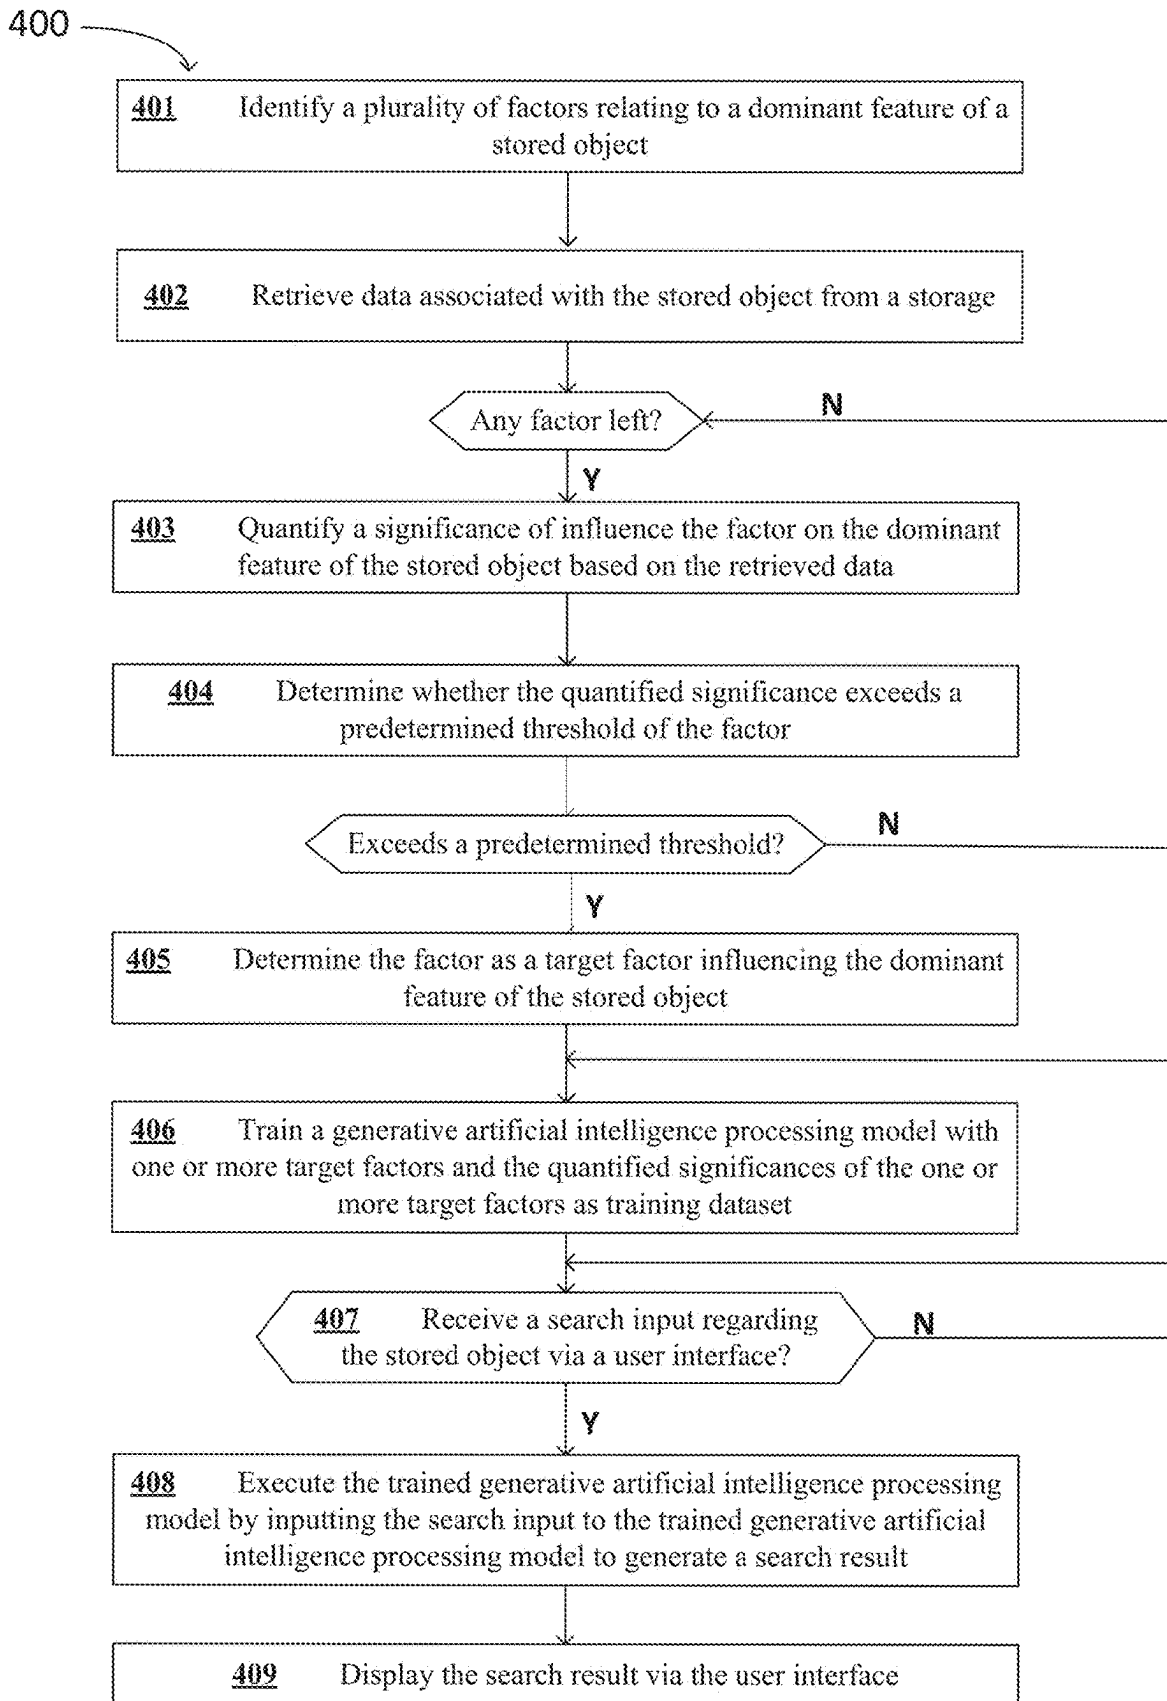 400
401 Identify a plurality of factors relating to a dominant feature of a
stored object
402 Retrieve data associated with the stored object from a storage
Any factor left?
N
Y
403 Quantify a significance of influence the factor on the dominant
feature of the stored object based on the retrieved data
404 Determine whether the quantified significance exceeds a
predetermined threshold of the factor
Exceeds a predetermined threshold?
N
Y
405 Determine the factor as a target factor influencing the dominant
feature of the stored object
406 Train a generative artificial intelligence processing model with
one or more target factors and the quantified significances of the one or
more target factors as training dataset
407 Receive a search input regarding
the stored object via a user interface?
N
Y
408 Execute the trained generative artificial intelligence processing
model by inputting the search input to the trained generative artificial
intelligence processing model to generate a search result
409 Display the search result via the user interface